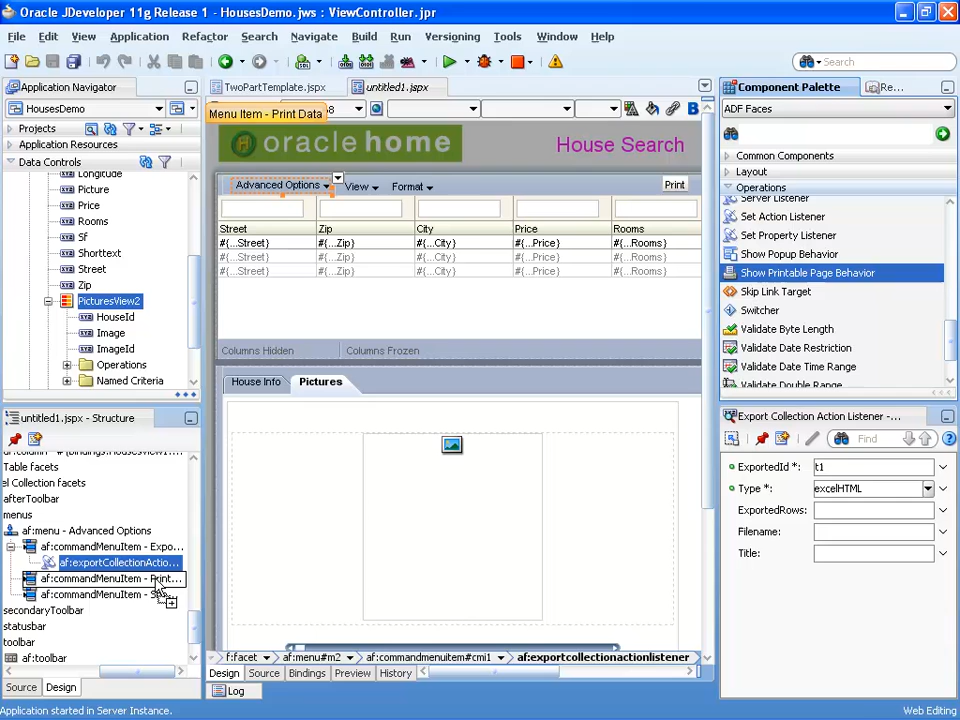 Oracle JDeveloper 11g Release 1 - HousesDemo.jws : ViewController.jpr
File Edit View Application Refactor Search Navigate Build Run Versioning Tools Window Help
Search
Application Navigator
HousesDemo
Projects
Application Resources
Data Controls
Longitude
Picture
Price
Rooms
Sf
Shorttext
Street
Zip
PicturesView2
HouseId
Image
ImageId
Operations
Named Criteria
untitled1.jspx - Structure
Table facets
el Collection facets
afterToolbar
menus
af:menu - Advanced Options
af:commandMenuItem - Expo...
af:exportCollectionActio...
af:commandMenuItem - Print...
af:commandMenuItem - S
secondaryToolbar
statusbar
toolbar
af:toolbar
Source Design
TwoPartTemplate.jspx untitled1.jspx
Menu Item - Print Data
B
oracle home House Search
Advanced Options View Format Print
Street Zip City Price Rooms
#{...Street} #{...Zip} #{...City} #{...Price} #{...Rooms}
#{...Street} #{...Zip} #{...City} #{...Price} #{...Rooms}
#{...Street} #{...Zip} #{...City} #{...Price} #{...Rooms}
Columns Hidden Columns Frozen
House Info Pictures
f:facet af:menu#m2 af:commandmenuitem#cmi1 af:exportcollectionactionlistener
Design Source Bindings Preview History
Log
Component Palette Re...
ADF Faces
Common Components
Layout
Operations
Server Listener
Set Action Listener
Set Property Listener
Show Popup Behavior
Show Printable Page Behavior
Skip Link Target
Switcher
Validate Byte Length
Validate Date Restriction
Validate Date Time Range
Validate Double Range
Export Collection Action Listener -...
Find
ExportedId *: t1
Type *: excelHTML
ExportedRows:
Filename:
Title:
Application started in Server Instance. Web Editing